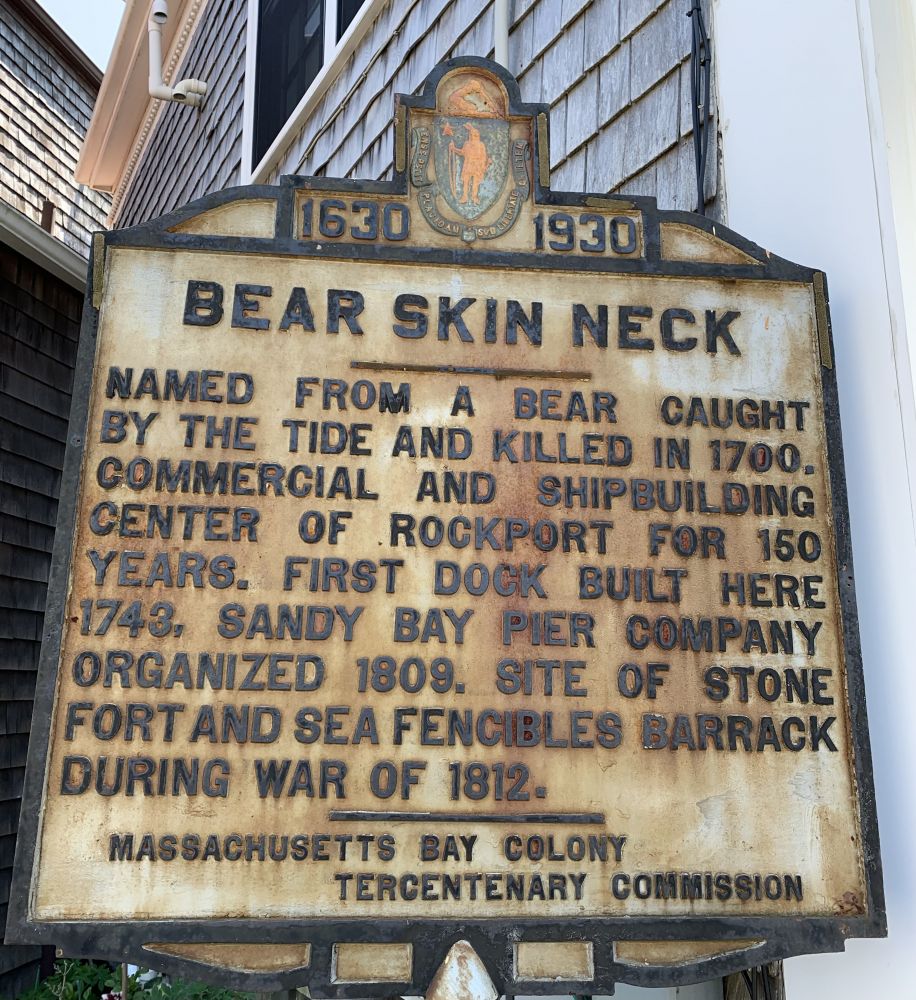 1630 1930
BEAR SKIN NECK
NAMED FROM A BEAR CAUGHT
BY THE TIDE AND KILLED IN 1700.
COMMERCIAL AND SHIPBUILDING
CENTER OF ROCKPORT FOR 150
YEARS. FIRST DOCK BUILT HERE
1743. SANDY BAY PIER COMPANY
ORGANIZED 1809. SITE OF STONE
FORT AND SEA FENCIBLES BARRACK
DURING WAR OF 1812.
MASSACHUSETTS BAY COLONY
TERCENTENARY COMMISSION